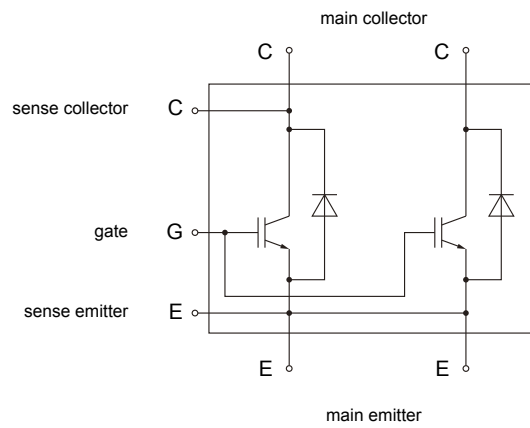 main collector
C C
sense collector C
gate G
sense emitter E
E E
main emitter